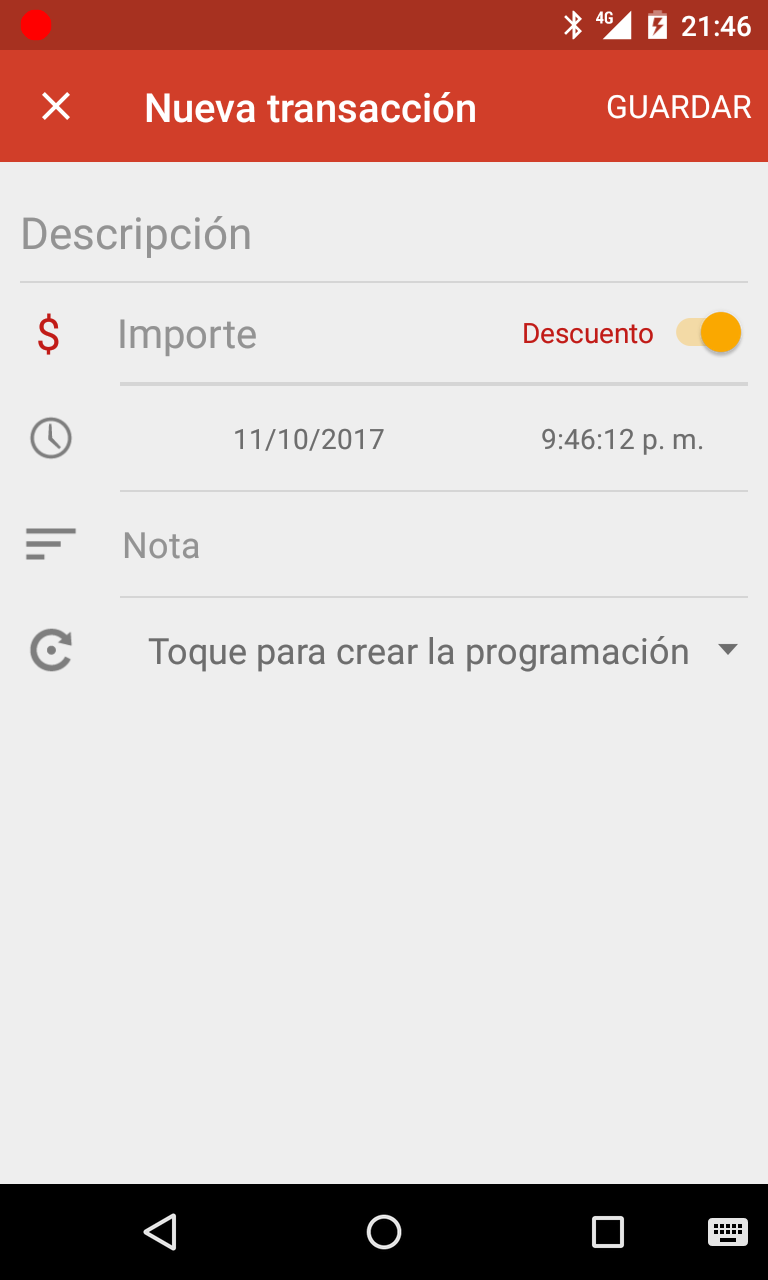 4G 21:46
Nueva transacción GUARDAR
Descripción
$ Importe Descuento
11/10/2017 9:46:12 p. m.
Nota
Toque para crear la programación